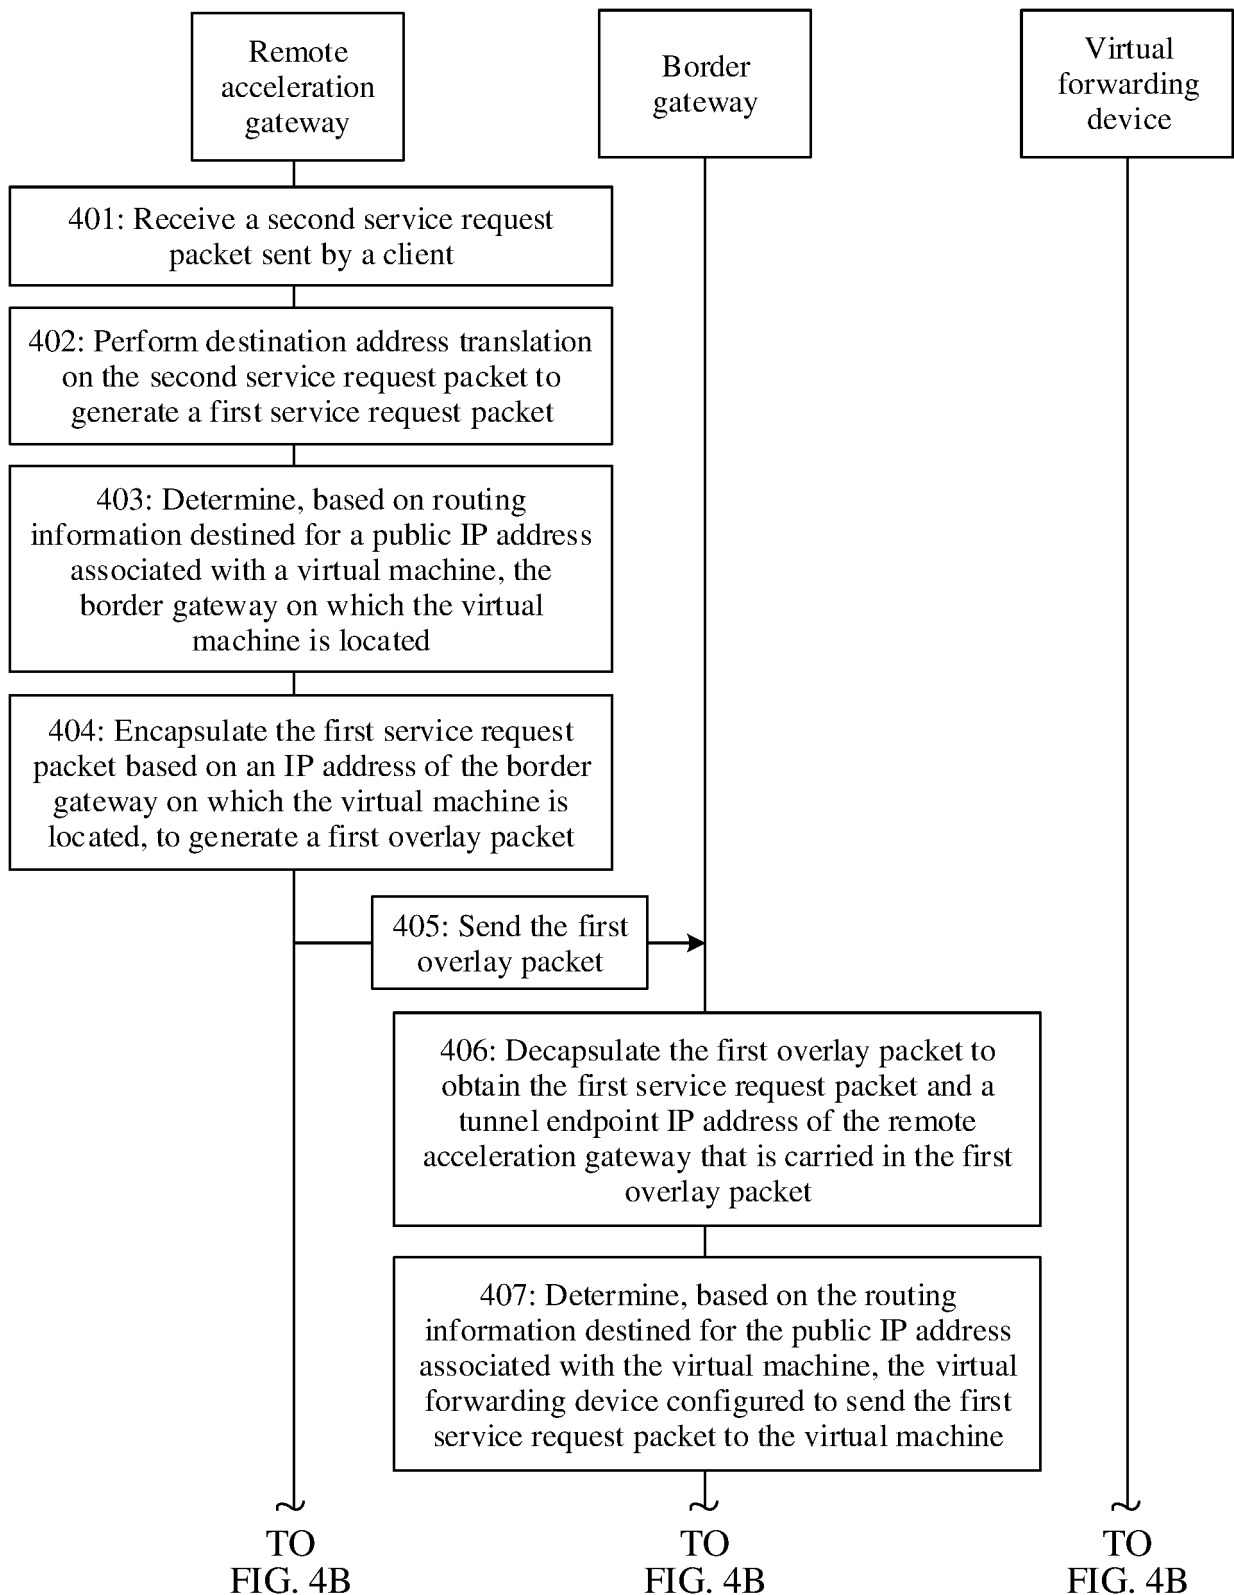 Remote
acceleration
gateway
Border
gateway
Virtual
forwarding
device
401: Receive a second service request
packet sent by a client
402: Perform destination address translation
on the second service request packet to
generate a first service request packet
403: Determine, based on routing
information destined for a public IP address
associated with a virtual machine, the
border gateway on which the virtual
machine is located
404: Encapsulate the first service request
packet based on an IP address of the border
gateway on which the virtual machine is
located, to generate a first overlay packet
405: Send the first
overlay packet
406: Decapsulate the first overlay packet to
obtain the first service request packet and a
tunnel endpoint IP address of the remote
acceleration gateway that is carried in the first
overlay packet
407: Determine, based on the routing
information destined for the public IP address
associated with the virtual machine, the virtual
forwarding device configured to send the first
service request packet to the virtual machine
TO
FIG. 4B
TO
FIG. 4B
TO
FIG. 4B